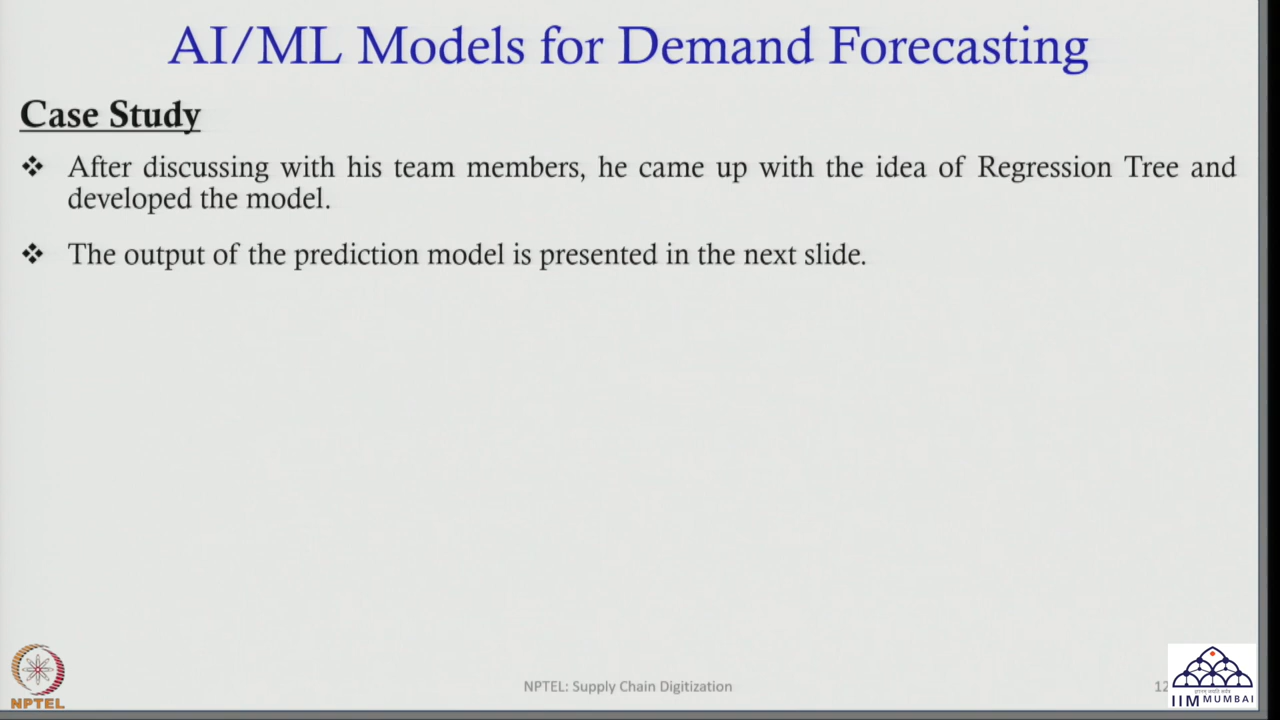 AI/ML Models for Demand Forecasting
Case Study
❖ After discussing with his team members, he came up with the idea of Regression Tree and
developed the model.
❖ The output of the prediction model is presented in the next slide.
NPTEL
NPTEL: Supply Chain Digitization
12
IIM MUMBAI